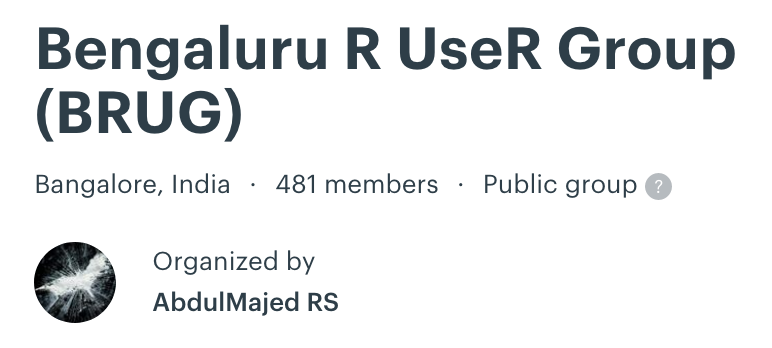 Bengaluru R UseR Group
(BRUG)
Bangalore, India · 481 members · Public group ?
Organized by
AbdulMajed RS